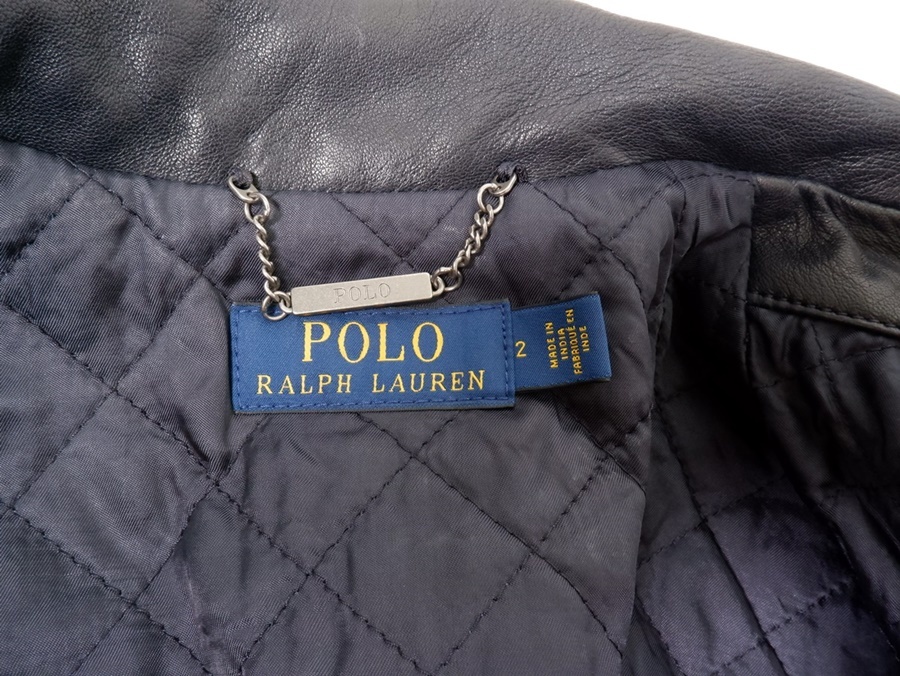 POLO
POLO
RALPH LAUREN
2
MADE IN
INDIA
FABRIQUÉ EN
INDE